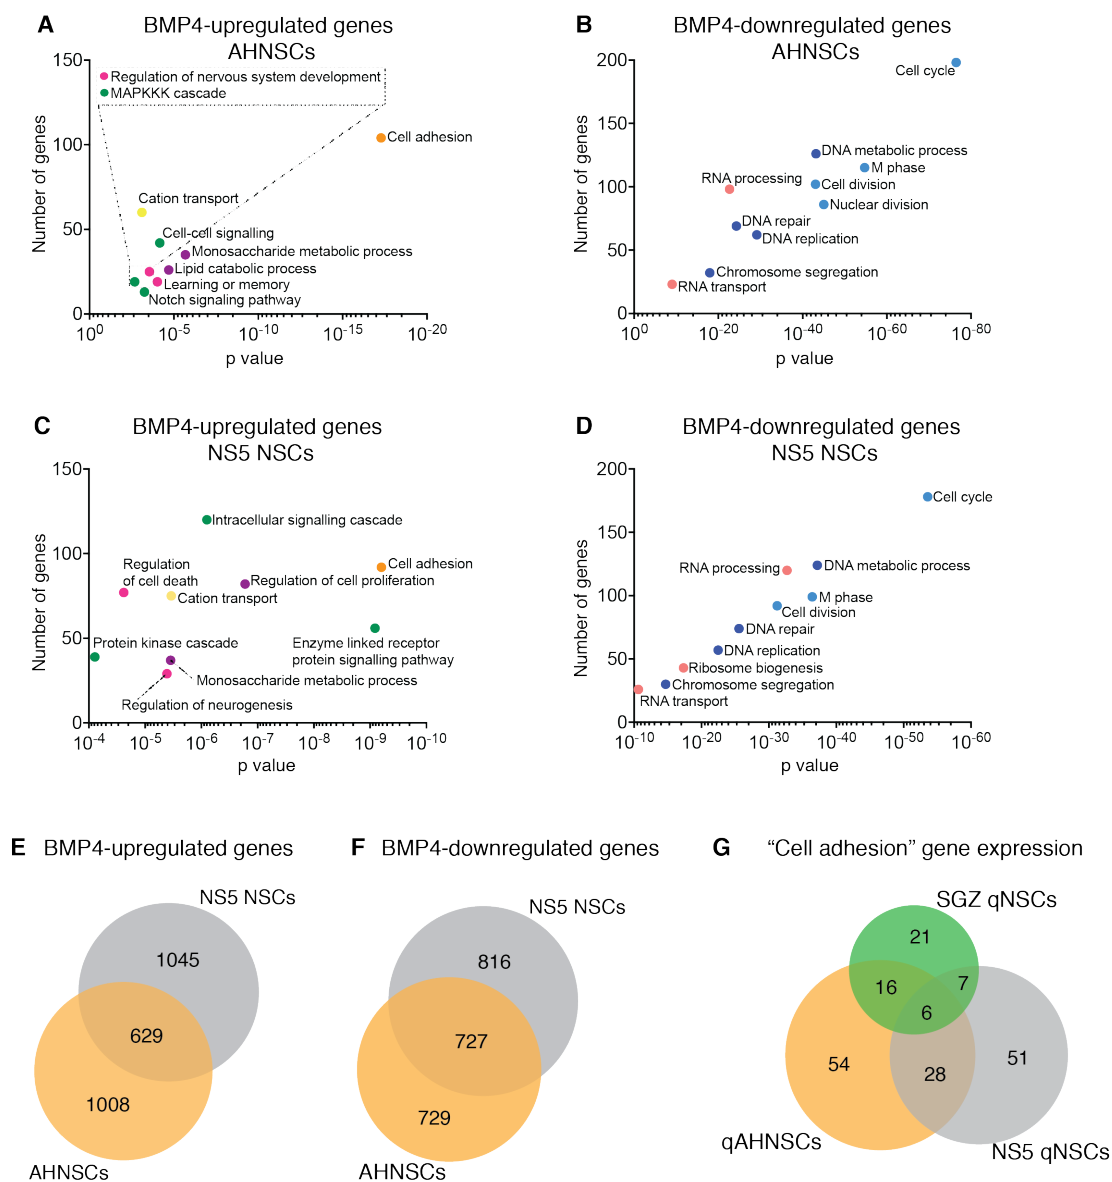 A
BMP4-upregulated genes
AHNSCs
150
100
50
0
Number of genes
Regulation of nervous system development
MAPKKK cascade
Cell adhesion
Cation transport
Cell-cell signalling
Monosaccharide metabolic process
Lipid catabolic process
Learning or memory
Notch signaling pathway
10^0
10^-5
10^-10
10^-15
10^-20
p value
B
BMP4-downregulated genes
AHNSCs
200
150
100
50
0
Number of genes
Cell cycle
DNA metabolic process
M phase
RNA processing
Cell division
Nuclear division
DNA repair
DNA replication
Chromosome segregation
RNA transport
10^0
10^-20
10^-40
10^-60
10^-80
p value
C
BMP4-upregulated genes
NS5 NSCs
150
100
50
0
Number of genes
Intracellular signalling cascade
Regulation
of cell death
Cell adhesion
Regulation of cell proliferation
Cation transport
Protein kinase cascade
Enzyme linked receptor
protein signalling pathway
Monosaccharide metabolic process
Regulation of neurogenesis
10^-4
10^-5
10^-6
10^-7
10^-8
10^-9
10^-10
p value
D
BMP4-downregulated genes
NS5 NSCs
200
150
100
50
0
Number of genes
Cell cycle
RNA processing
DNA metabolic process
M phase
Cell division
DNA repair
DNA replication
Ribosome biogenesis
Chromosome segregation
RNA transport
10^-10
10^-20
10^-30
10^-40
10^-50
10^-60
p value
E
BMP4-upregulated genes
NS5 NSCs
1045
629
1008
AHNSCs
F
BMP4-downregulated genes
NS5 NSCs
816
727
729
AHNSCs
G
“Cell adhesion” gene expression
SGZ qNSCs
21
16
7
6
54
28
51
qAHNSCs
NS5 qNSCs